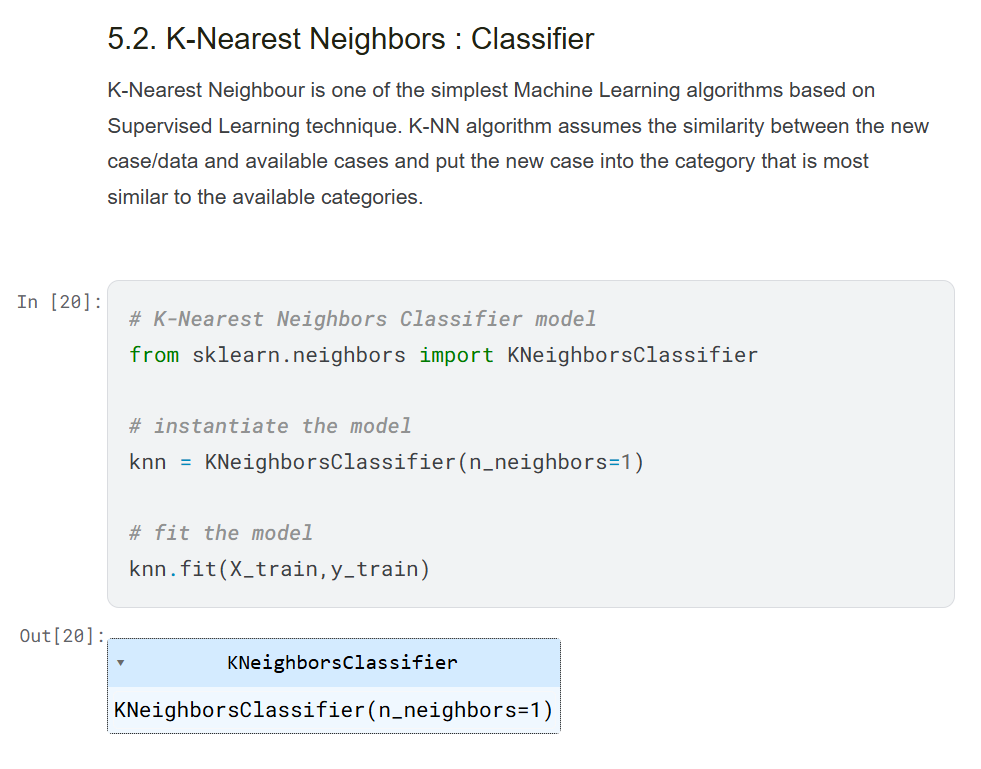 5.2. K-Nearest Neighbors : Classifier
K-Nearest Neighbour is one of the simplest Machine Learning algorithms based on
Supervised Learning technique. K-NN algorithm assumes the similarity between the new
case/data and available cases and put the new case into the category that is most
similar to the available categories.
In [20]:
# K-Nearest Neighbors Classifier model
from sklearn.neighbors import KNeighborsClassifier
# instantiate the model
knn = KNeighborsClassifier(n_neighbors=1)
# fit the model
knn.fit(X_train,y_train)
Out[20]:
KNeighborsClassifier
KNeighborsClassifier(n_neighbors=1)